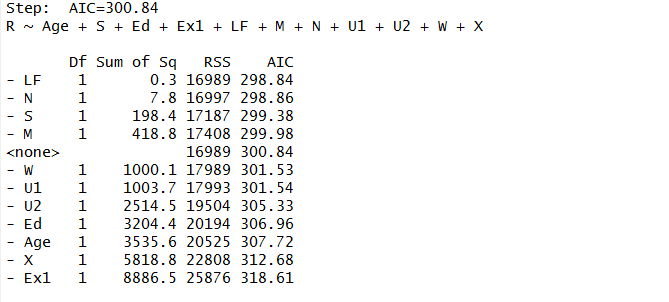 Step:  AIC=300.84
R ~ Age + S + Ed + Ex1 + LF + M + N + U1 + U2 + W + X
       Df Sum of Sq   RSS    AIC
- LF    1       0.3 16989 298.84
- N     1       7.8 16997 298.86
- S     1     198.4 17187 299.38
- M     1     418.8 17408 299.98
<none>              16989 300.84
- W     1    1000.1 17989 301.53
- U1    1    1003.7 17993 301.54
- U2    1    2514.5 19504 305.33
- Ed    1    3204.4 20194 306.96
- Age   1    3535.6 20525 307.72
- X     1    5818.8 22808 312.68
- Ex1   1    8886.5 25876 318.61